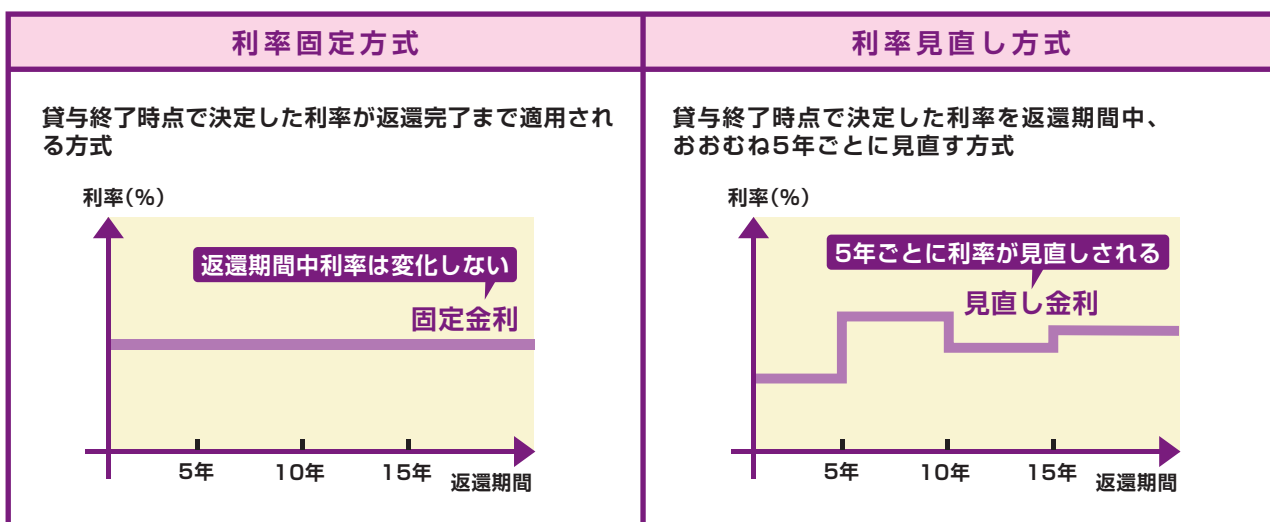 利率固定方式
貸与終了時点で決定した利率が返還完了まで適用され
る方式
利率(%)
返還期間中利率は変化しない
固定金利
5年
10年
15年
返還期間
利率見直し方式
貸与終了時点で決定した利率を返還期間中、
おおむね5年ごとに見直す方式
利率(%)
5年ごとに利率が見直しされる
見直し金利
5年
10年
15年
返還期間